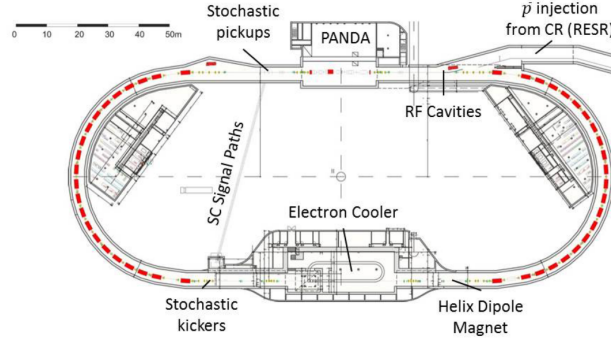 Stochastic
pickups
PANDA
p̄ injection
from CR (RESR)
0 10 20 30 40 50m
RF Cavities
SC Signal Paths
Electron Cooler
Stochastic
kickers
Helix Dipole
Magnet